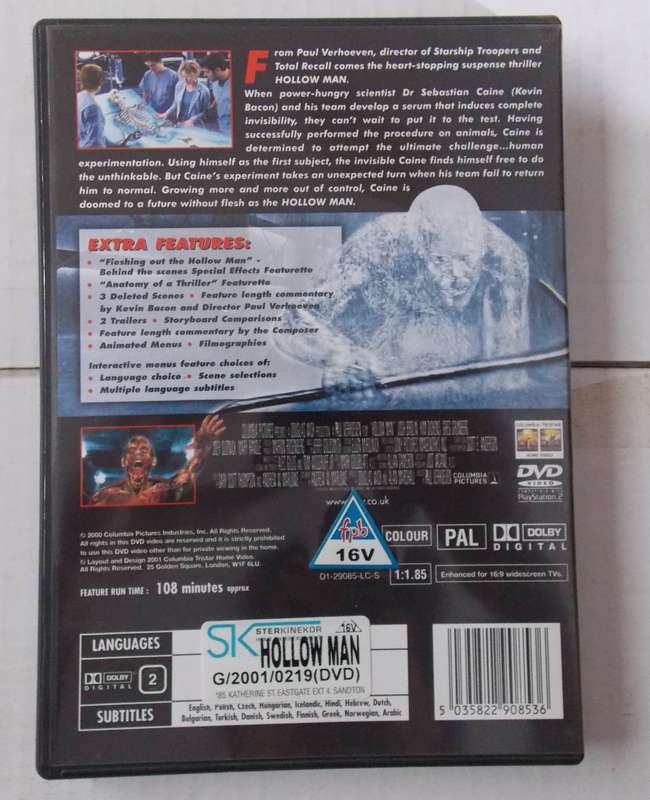 From Paul Verhoeven, director of Starship Troopers and
Total Recall comes the heart-stopping suspense thriller
HOLLOW MAN.
When power-hungry scientist Dr Sebastian Caine (Kevin
Bacon) and his team develop a serum that induces complete
invisibility, they can't wait to put it to the test. Having
successfully performed the procedure on animals, Caine is
determined to attempt the ultimate challenge...human
experimentation. Using himself as the first subject, the invisible Caine finds himself free to do
the unthinkable. But Caine's experiment takes an unexpected turn when his team fail to return
him to normal. Growing more and more out of control, Caine is
doomed to a future without flesh as the HOLLOW MAN.
EXTRA FEATURES:
• "Fleshing out the Hollow Man" -
Behind the scenes Special Effects Featurette
• "Anatomy of a Thriller" Featurette
• 3 Deleted Scenes • Feature length commentary
by Kevin Bacon and Director Paul Verhoeven
• 2 Trailers • Storyboard Comparisons
• Feature length commentary by the Composer
• Animated Menus • Filmographies
Interactive menus feature choices of:
• Language choice • Scene selections
• Multiple language subtitles
COLUMBIA TRISTAR
HOME VIDEO
COLUMBIA
PICTURES
DVD
VIDEO
PlayStation 2
.co.uk
© 2000 Columbia Pictures Industries, Inc. All Rights Reserved.
All rights in this DVD video are reserved and it is strictly prohibited
to use this DVD video other than for private viewing in the home.
© Layout and Design 2001 Columbia Tristar Home Video.
All Rights Reserved. 25 Golden Square, London, W1F 6LU.
FEATURE RUN TIME : 108 minutes approx
fpb
16V
D1-29085-LC-S
COLOUR
PAL
DOLBY
DIGITAL
1:1.85
Enhanced for 16:9 widescreen TVs.
LANGUAGES
DOLBY
DIGITAL
2
SUBTITLES
SK
STERKINEKOR
16V
HOLLOW MAN
G/2001/0219(DVD)
'85 KATHERINE ST. EASTGATE EXT 4. SANDTON
English, Polish, Czech, Hungarian, Icelandic, Hindi, Hebrew, Dutch,
Bulgarian, Turkish, Danish, Swedish, Finnish, Greek, Norwegian, Arabic
5 035822 908536